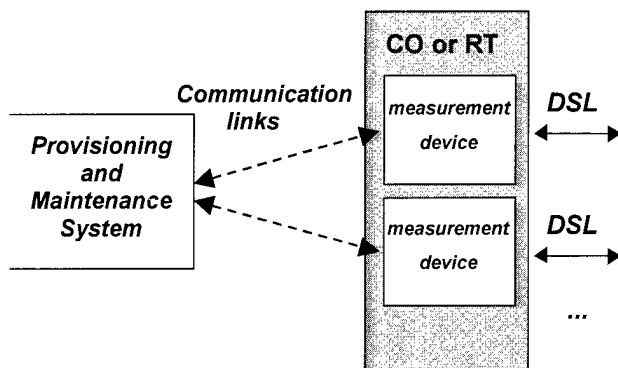 CO or RT
Communication
links
measurement
device
DSL
Provisioning
and
Maintenance
System
measurement
device
DSL
...